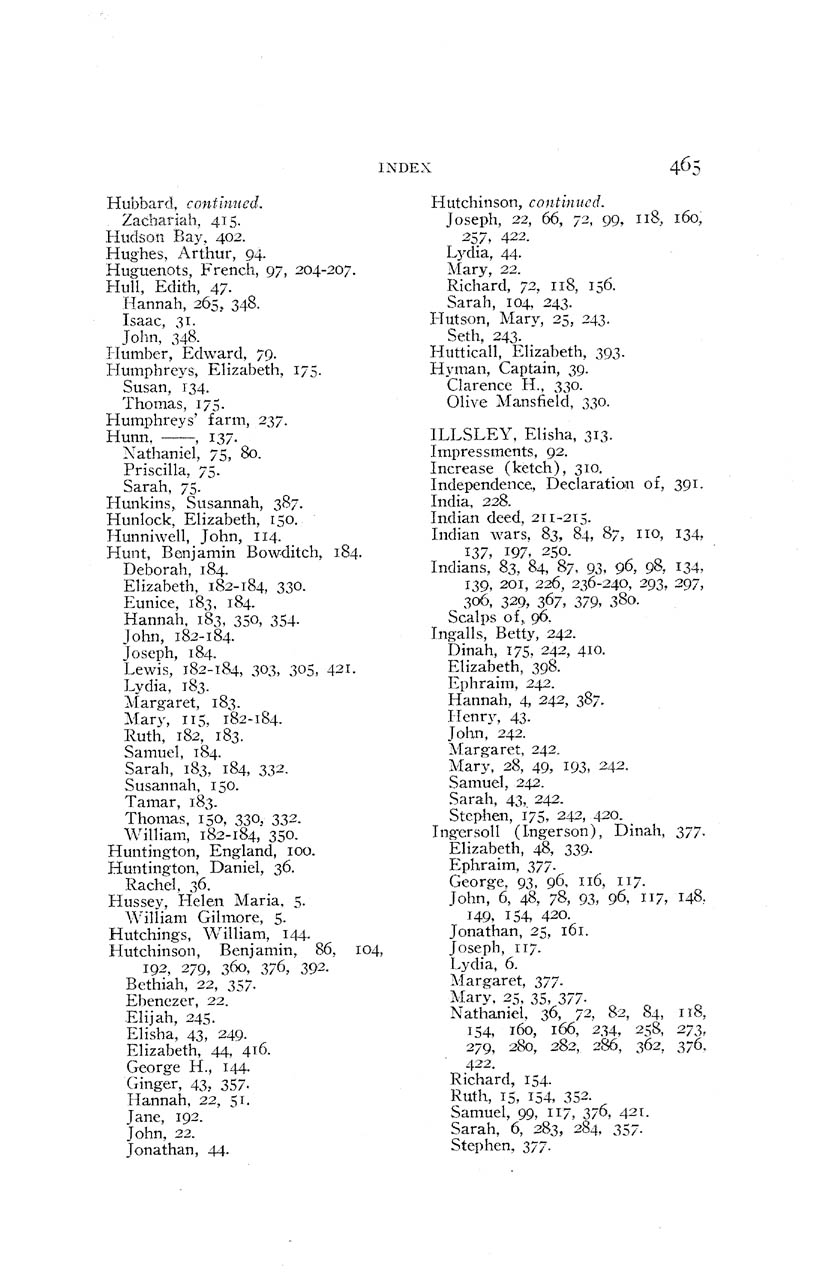 INDEX 465
Hubbard, continued.
Zachariah, 415.
Hudson Bay, 402.
Hughes, Arthur, 94.
Huguenots, French, 97, 204-207.
Hull, Edith, 47.
Hannah, 265, 348.
Isaac, 31.
John, 348.
Humber, Edward, 79.
Humphreys, Elizabeth, 175.
Susan, 134.
Thomas, 175.
Humphreys' farm, 237.
Hunn, ——, 137.
Nathaniel, 75, 80.
Priscilla, 75.
Sarah, 75.
Hunkins, Susannah, 387.
Hunlock, Elizabeth, 150.
Hunniwell, John, 114.
Hunt, Benjamin Bowditch, 184.
Deborah, 184.
Elizabeth, 182-184, 330.
Eunice, 183, 184.
Hannah, 183, 350, 354.
John, 182-184.
Joseph, 184.
Lewis, 182-184, 303, 305, 421.
Lydia, 183.
Margaret, 183.
Mary, 115, 182-184.
Ruth, 182, 183.
Samuel, 184.
Sarah, 183, 184, 332.
Susannah, 150.
Tamar, 183.
Thomas, 150, 330, 332.
William, 182-184, 350.
Huntington, England, 100.
Huntington, Daniel, 36.
Rachel, 36.
Hussey, Helen Maria, 5.
William Gilmore, 5.
Hutchings, William, 144.
Hutchinson, Benjamin, 86, 104,
192, 279, 360, 376, 392.
Bethiah, 22, 357.
Ebenezer, 22.
Elijah, 245.
Elisha, 43, 249.
Elizabeth, 44, 416.
George H., 144.
Ginger, 43, 357.
Hannah, 22, 51.
Jane, 192.
John, 22.
Jonathan, 44.
Hutchinson, continued.
Joseph, 22, 66, 72, 99, 118, 160,
257, 422.
Lydia, 44.
Mary, 22.
Richard, 72, 118, 156.
Sarah, 104, 243.
Hutson, Mary, 25, 243.
Seth, 243.
Hutticall, Elizabeth, 393.
Hyman, Captain, 39.
Clarence H., 330.
Olive Mansfield, 330.
ILLSLEY, Elisha, 313.
Impressments, 92.
Increase (ketch), 310.
Independence, Declaration of, 391.
India, 228.
Indian deed, 211-215.
Indian wars, 83, 84, 87, 110, 134,
137, 197, 250.
Indians, 83, 84, 87, 93, 96, 98, 134,
139, 201, 226, 236-240, 293, 297,
306, 329, 367, 379, 380.
Scalps of, 96.
Ingalls, Betty, 242.
Dinah, 175, 242, 410.
Elizabeth, 398.
Ephraim, 242.
Hannah, 4, 242, 387.
Henry, 43.
John, 242.
Margaret, 242.
Mary, 28, 49, 193, 242.
Samuel, 242.
Sarah, 43, 242.
Stephen, 175, 242, 420.
Ingersoll (Ingerson), Dinah, 377.
Elizabeth, 48, 339.
Ephraim, 377.
George, 93, 96, 116, 117.
John, 6, 48, 78, 93, 96, 117, 148,
149, 154, 420.
Jonathan, 25, 161.
Joseph, 117.
Lydia, 6.
Margaret, 377.
Mary, 25, 35, 377.
Nathaniel, 36, 72, 82, 84, 118,
154, 160, 166, 234, 258, 273,
279, 280, 282, 286, 362, 376,
422.
Richard, 154.
Ruth, 15, 154, 352.
Samuel, 99, 117, 376, 421.
Sarah, 6, 283, 284, 357.
Stephen, 377.